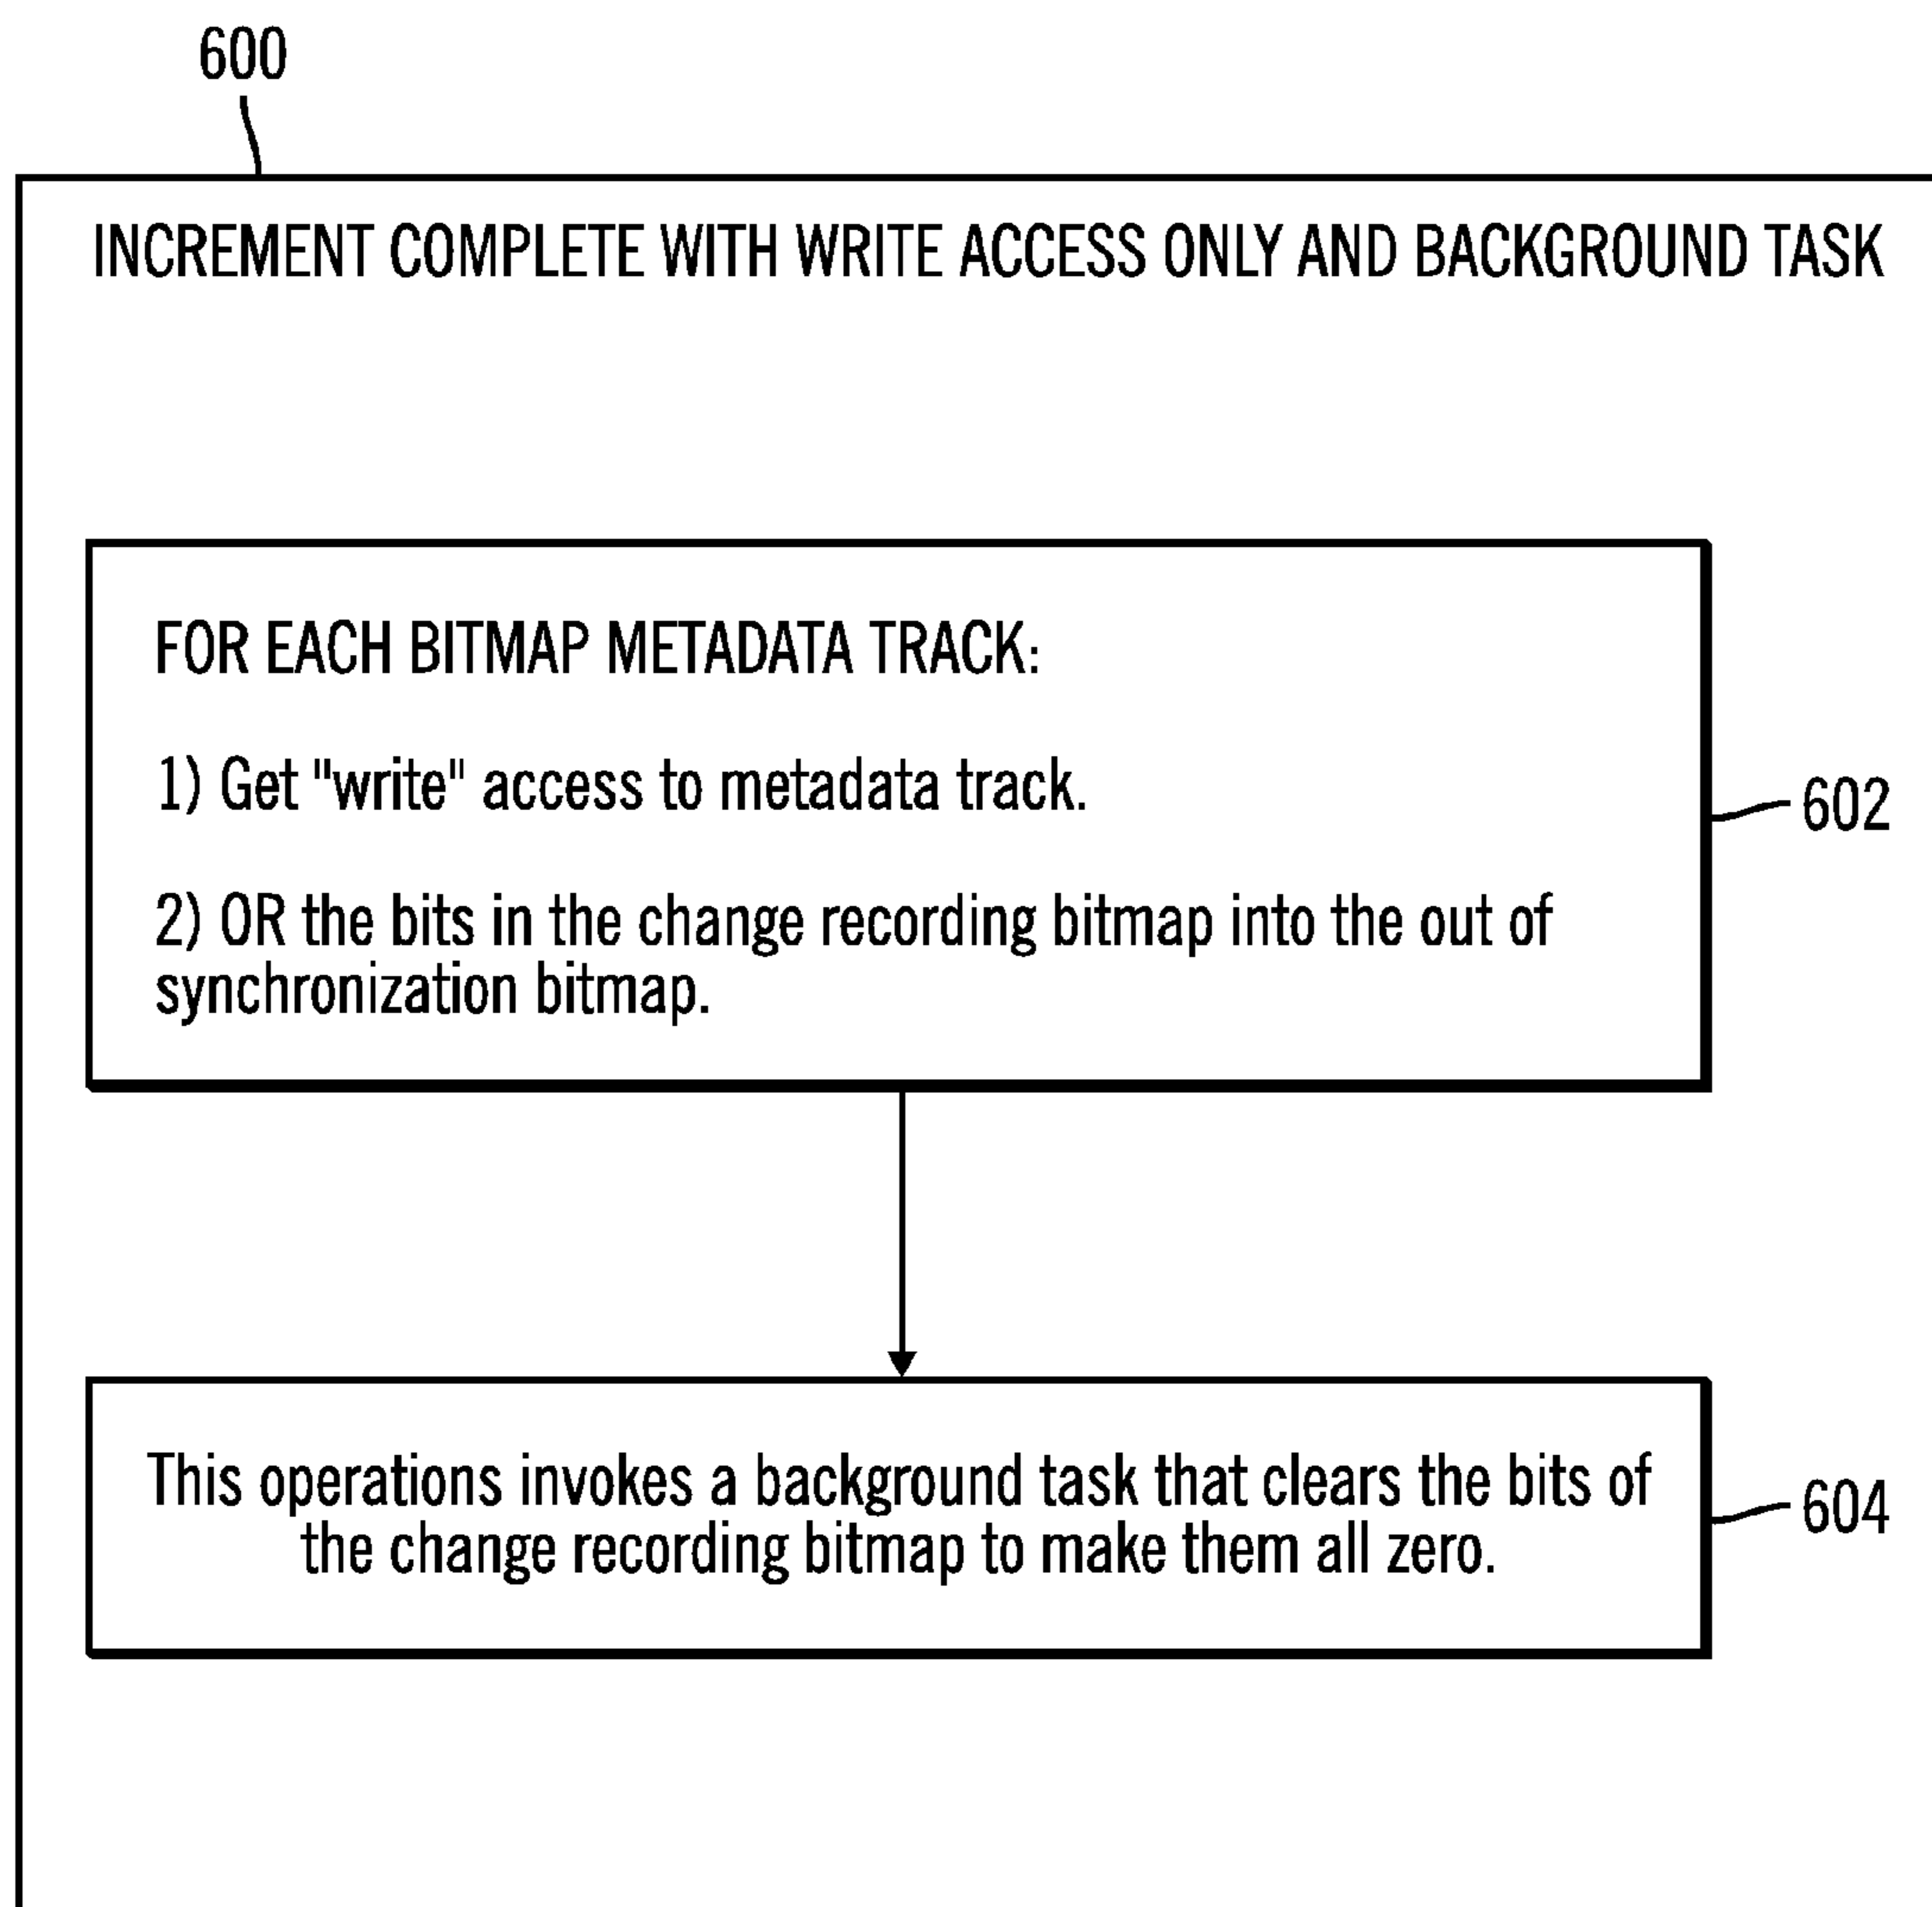 600
INCREMENT COMPLETE WITH WRITE ACCESS ONLY AND BACKGROUND TASK
FOR EACH BITMAP METADATA TRACK:
1) Get "write" access to metadata track.
602
2) OR the bits in the change recording bitmap into the out of
synchronization bitmap.
This operations invokes a background task that clears the bits of
604
the change recording bitmap to make them all zero.